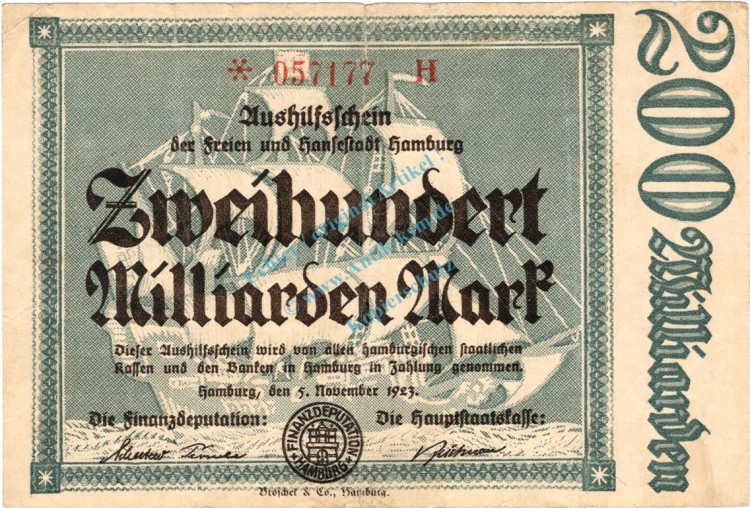 * 057177 H
Aushilfsschein
der Freien und Hansestadt Hamburg
Zweihundert
Milliarden Mark
Dieser Aushilfsschein wird von allen hamburgischen staatlichen
Kassen und den Banken in Hamburg in Zahlung genommen.
Hamburg, den 5. November 1923.
Die Finanzdeputation: Die Hauptstaatskasse:
FINANZDEPUTATION
HAMBURG
Bröschek & Co., Hamburg.
200 Milliarden